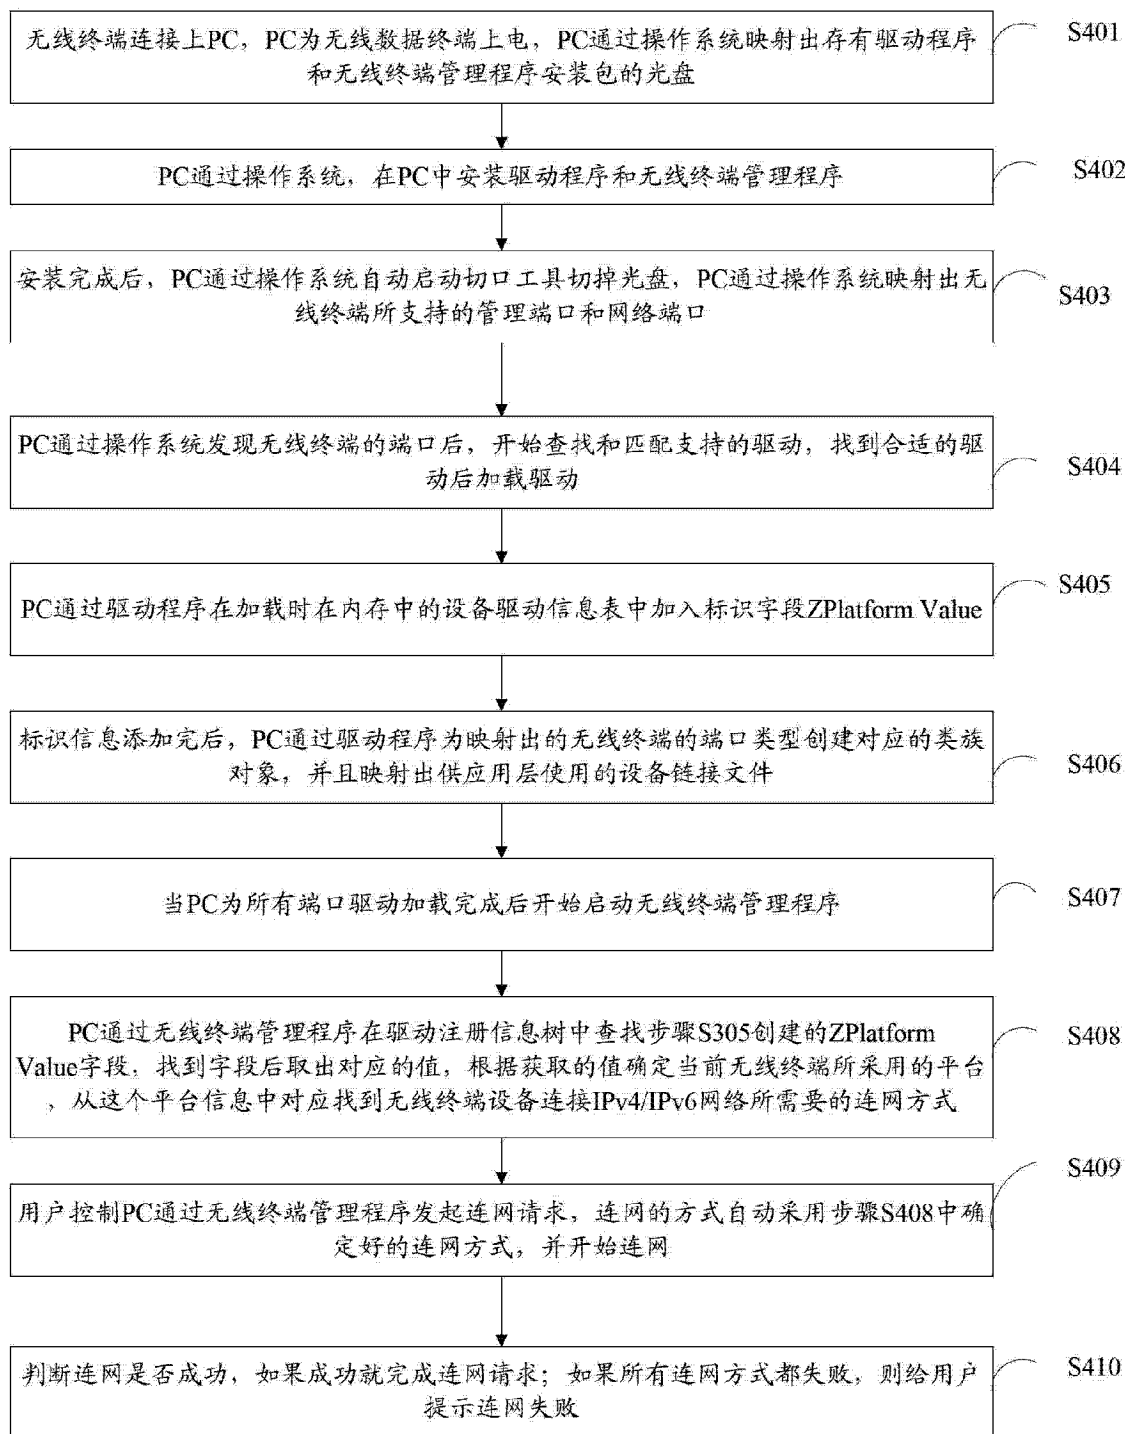 无线终端连接上PC，PC为无线数据终端上电，PC通过操作系统映射出存有驱动程序
和无线终端管理程序安装包的光盘
S401
PC通过操作系统，在PC中安装驱动程序和无线终端管理程序
S402
安装完成后，PC通过操作系统自动启动切口工具切掉光盘，PC通过操作系统映射出无
线终端所支持的管理端口和网络端口
S403
PC通过操作系统发现无线终端的端口后，开始查找和匹配支持的驱动，找到合适的驱
动后加载驱动
S404
PC通过驱动程序在加载时在内存中的设备驱动信息表中加入标识字段ZPlatform Value
S405
标识信息添加完后，PC通过驱动程序为映射出的无线终端的端口类型创建对应的类族
对象，并且映射出供应用层使用的设备链接文件
S406
当PC为所有端口驱动加载完成后开始启动无线终端管理程序
S407
PC通过无线终端管理程序在驱动注册信息树中查找步骤S305创建的ZPlatform
Value字段，找到字段后取出对应的值，根据获取的值确定当前无线终端所采用的平台
，从这个平台信息中对应找到无线终端设备连接IPv4/IPv6网络所需要的连网方式
S408
用户控制PC通过无线终端管理程序发起连网请求，连网的方式自动采用步骤S408中确
定好的连网方式，并开始连网
S409
判断连网是否成功，如果成功就完成连网请求；如果所有连网方式都失败，则给用户
提示连网失败
S410